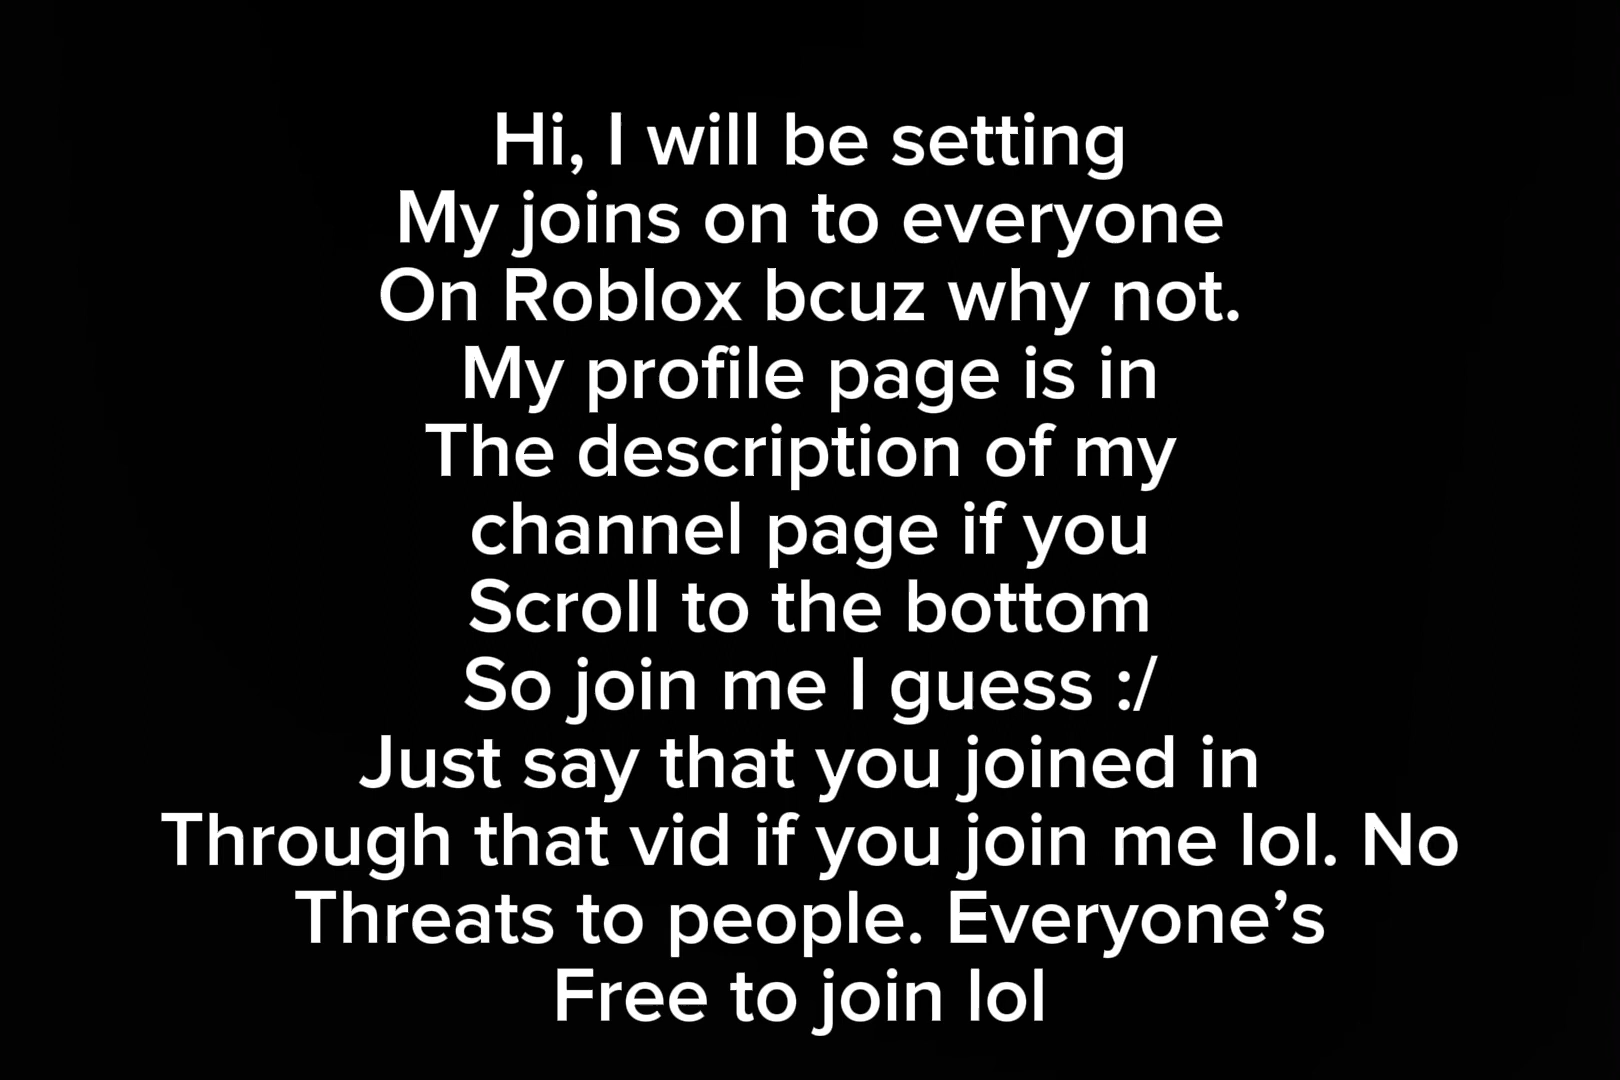 Hi, I will be setting
My joins on to everyone
On Roblox bcuz why not.
My profile page is in
The description of my
channel page if you
Scroll to the bottom
So join me I guess :/
Just say that you joined in
Through that vid if you join me lol. No
Threats to people. Everyone’s
Free to join lol